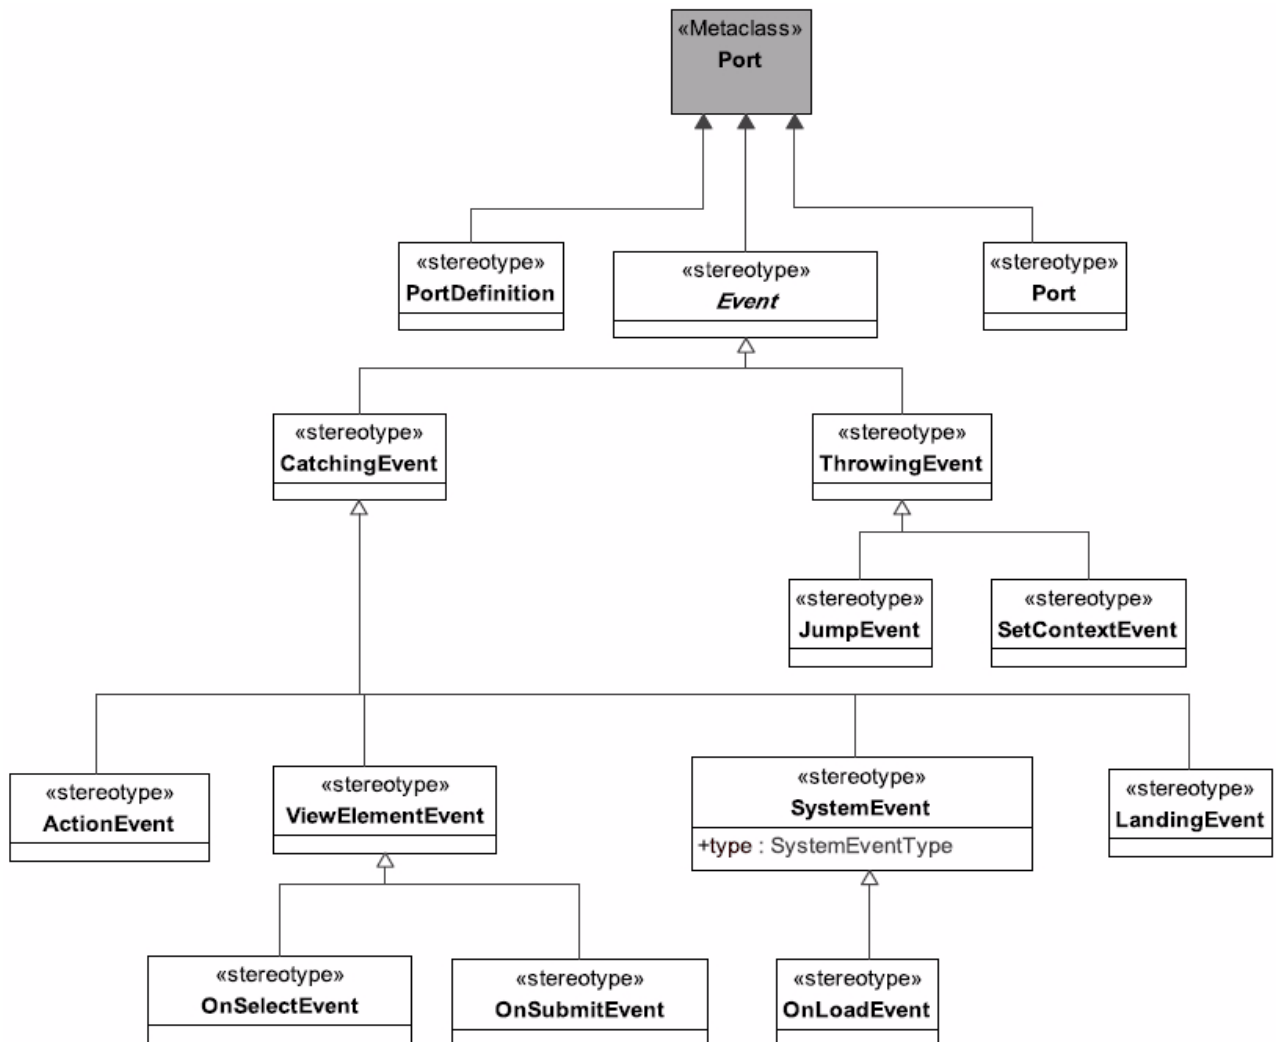 «Metaclass»
Port
«stereotype»
PortDefinition
«stereotype»
Event
«stereotype»
Port
«stereotype»
CatchingEvent
«stereotype»
ThrowingEvent
«stereotype»
JumpEvent
«stereotype»
SetContextEvent
«stereotype»
ActionEvent
«stereotype»
ViewElementEvent
«stereotype»
SystemEvent
+type : SystemEventType
«stereotype»
LandingEvent
«stereotype»
OnSelectEvent
«stereotype»
OnSubmitEvent
«stereotype»
OnLoadEvent